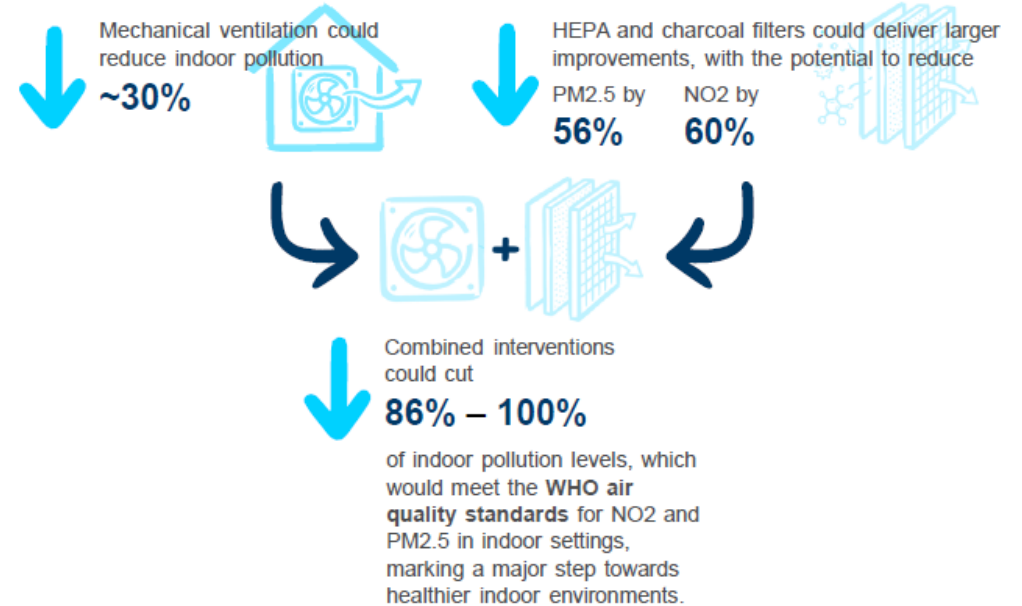 Mechanical ventilation could
reduce indoor pollution
~30%
HEPA and charcoal filters could deliver larger
improvements, with the potential to reduce
PM2.5 by NO2 by
56% 60%
+
Combined interventions
could cut
86% – 100%
of indoor pollution levels, which
would meet the WHO air
quality standards for NO2 and
PM2.5 in indoor settings,
marking a major step towards
healthier indoor environments.